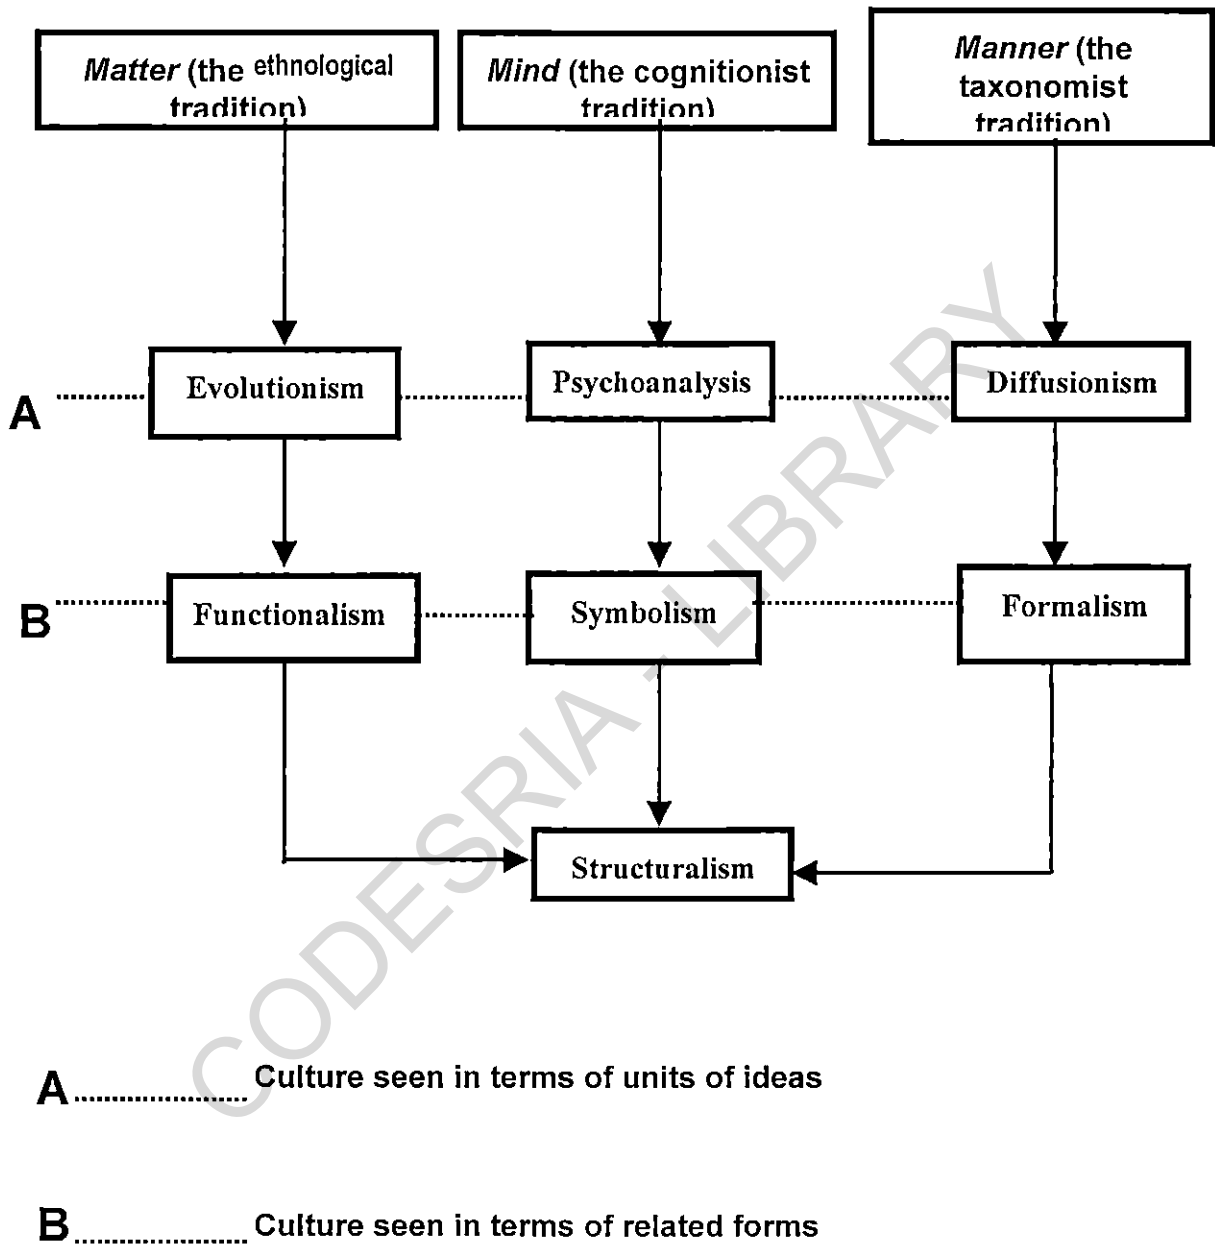 Matter (the ethnological
tradition)
Mind (the cognitionist
tradition)
Manner (the
taxonomist
tradition)
Evolutionism
Psychoanalysis
Diffusionism
A
Functionalism
Symbolism
Formalism
B
Structuralism
CODESRIA - LIBRARY
A Culture seen in terms of units of ideas
B Culture seen in terms of related forms